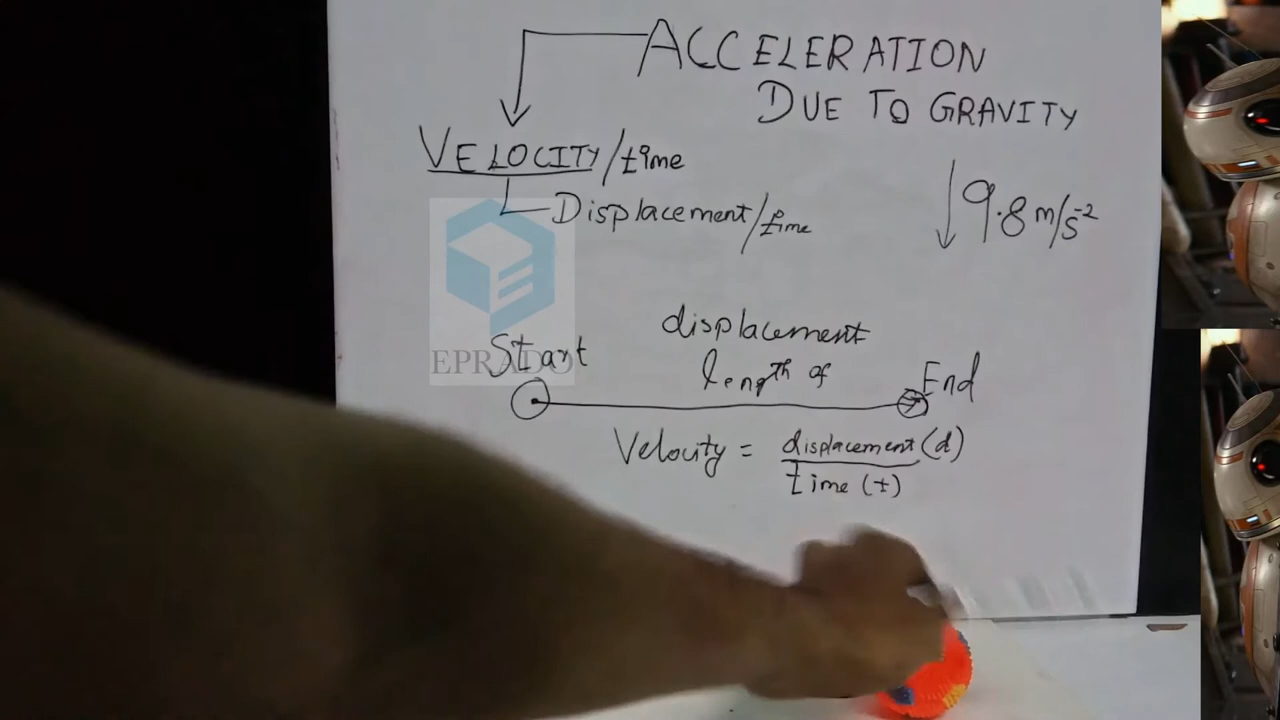 ACCELERATION
DUE TO GRAVITY
VELOCITY/time
Displacement/time
9.8 m/s⁻²
EPRADO
displacement
length of
Start
End
Velocity = displacement (d)
time (t)